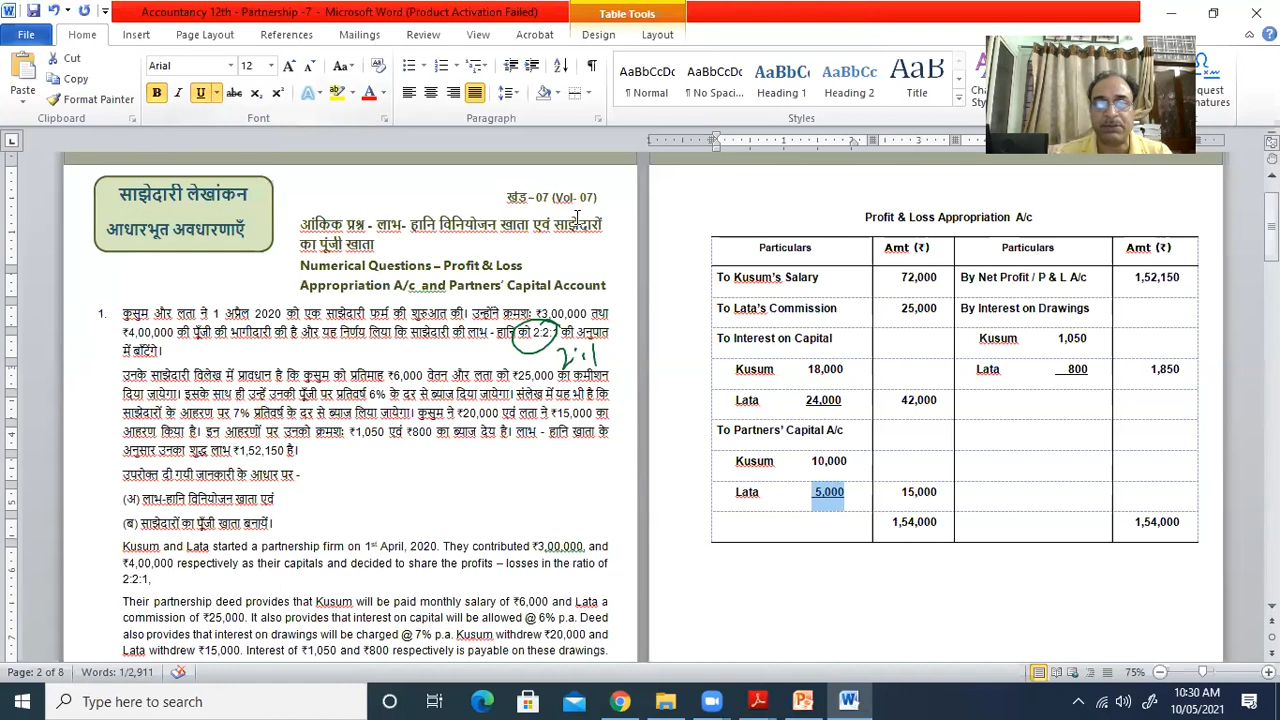 Accountancy 12th - Partnership -7 - Microsoft Word (Product Activation Failed)
Table Tools
File Home Insert Page Layout References Mailings Review View Acrobat Design Layout
Cut
Copy
Format Painter
Paste
Clipboard
Arial 12
Font
Paragraph
AaBbCcDc AaBbCcDc AaBbCc AaBbCc AaB
¶ Normal ¶ No Spaci... Heading 1 Heading 2 Title
Styles
साझेदारी लेखांकन
आधारभूत अवधारणाएँ
खंड – 07 (Vol- 07)
आंकिक प्रश्न - लाभ- हानि विनियोजन खाता एवं साझेदारों
का पूंजी खाता
Numerical Questions – Profit & Loss
Appropriation A/c and Partners' Capital Account
1. कुसुम और लता ने 1 अप्रैल 2020 को एक साझेदारी फर्म की शुरुआत की। उन्होंने क्रमश: ₹3,00,000 तथा
₹4,00,000 की पूँजी की भागीदारी की है और यह निर्णय लिया कि साझेदारी की लाभ - हानि को 2:2:1 की अनुपात
में बाँटेंगे।
2:1
उनके साझेदारी विलेख में प्रावधान है कि कुसुम को प्रतिमाह ₹6,000 वेतन और लता को ₹25,000 का कमीशन
दिया जायेगा। इसके साथ ही उन्हें उनकी पूँजी पर प्रतिवर्ष 6% के दर से ब्याज दिया जायेगा। संलेख में यह भी है कि
साझेदारों के आहरण पर 7% प्रतिवर्ष के दर से ब्याज लिया जायेगा। कुसुम ने ₹20,000 एवं लता ने ₹15,000 का
आहरण किया है। इन आहरणों पर उनको क्रमश: ₹1,050 एवं ₹800 का ब्याज देय है। लाभ - हानि खाता के
अनुसार उनका शुद्ध लाभ ₹1,52,150 है।
उपरोक्त दी गयी जानकारी के आधार पर -
(अ) लाभ-हानि विनियोजन खाता एवं
(ब) साझेदारों का पूँजी खाता बनायें।
Kusum and Lata started a partnership firm on 1st April, 2020. They contributed ₹3,00,000, and
₹4,00,000 respectively as their capitals and decided to share the profits – losses in the ratio of
2:2:1,
Their partnership deed provides that Kusum will be paid monthly salary of ₹6,000 and Lata a
commission of ₹25,000. It also provides that interest on capital will be allowed @ 6% p.a. Deed
also provides that interest on drawings will be charged @ 7% p.a. Kusum withdrew ₹20,000 and
Lata withdrew ₹15,000. Interest of ₹1,050 and ₹800 respectively is payable on these drawings.
Profit & Loss Appropriation A/c
Particulars Amt (₹) Particulars Amt (₹)
To Kusum's Salary 72,000 By Net Profit / P & L A/c 1,52,150
To Lata's Commission 25,000 By Interest on Drawings
To Interest on Capital Kusum 1,050
Kusum 18,000 Lata 800 1,850
Lata 24,000 42,000
To Partners' Capital A/c
Kusum 10,000
Lata 5,000 15,000
1,54,000 1,54,000
Page: 2 of 8 Words: 1/2,911 75%
Type here to search
10:30 AM
10/05/2021